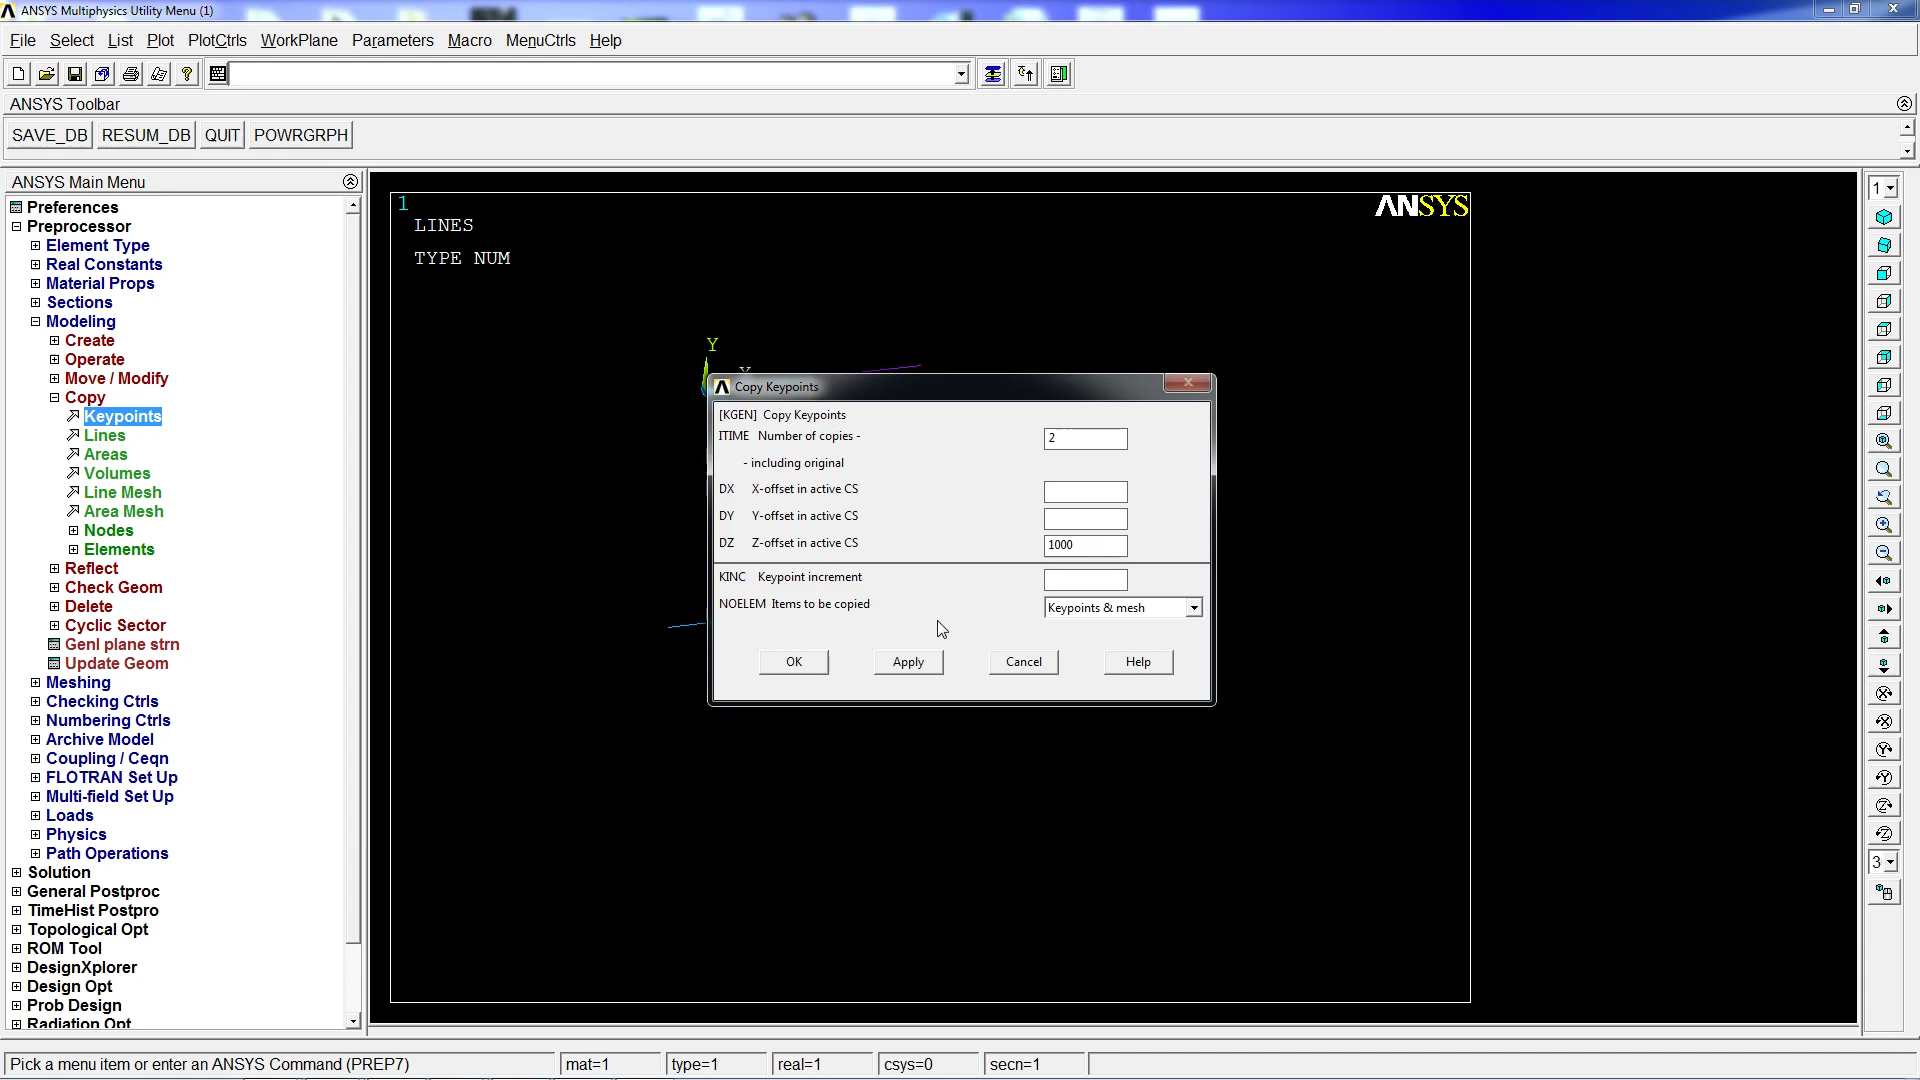 ANSYS Multiphysics Utility Menu (1)
File Select List Plot PlotCtrls WorkPlane Parameters Macro MenuCtrls Help
ANSYS Toolbar
SAVE_DB RESUM_DB QUIT POWRGRPH
ANSYS Main Menu
Preferences
Preprocessor
Element Type
Real Constants
Material Props
Sections
Modeling
Create
Operate
Move / Modify
Copy
Keypoints
Lines
Areas
Volumes
Line Mesh
Area Mesh
Nodes
Elements
Reflect
Check Geom
Delete
Cyclic Sector
Genl plane strn
Update Geom
Meshing
Checking Ctrls
Numbering Ctrls
Archive Model
Coupling / Ceqn
FLOTRAN Set Up
Multi-field Set Up
Loads
Physics
Path Operations
Solution
General Postproc
TimeHist Postpro
Topological Opt
ROM Tool
DesignXplorer
Design Opt
Prob Design
Radiation Opt
1
LINES
TYPE NUM
ANSYS
Y
X
Copy Keypoints
[KGEN] Copy Keypoints
ITIME Number of copies - 2
- including original
DX X-offset in active CS
DY Y-offset in active CS
DZ Z-offset in active CS 1000
KINC Keypoint increment
NOELEM Items to be copied Keypoints & mesh
OK Apply Cancel Help
1
3
Pick a menu item or enter an ANSYS Command (PREP7) mat=1 type=1 real=1 csys=0 secn=1